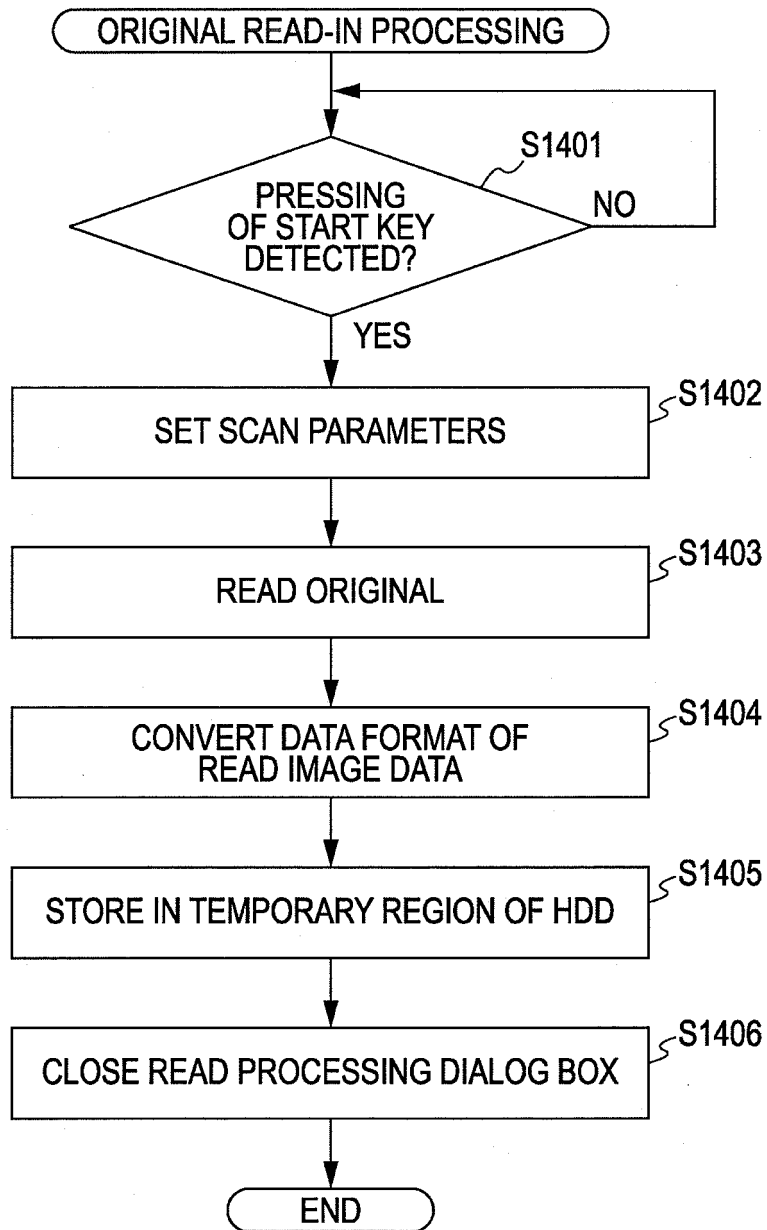 ORIGINAL READ-IN PROCESSING
S1401
PRESSING
OF START KEY
DETECTED?
NO
YES
S1402
SET SCAN PARAMETERS
S1403
READ ORIGINAL
S1404
CONVERT DATA FORMAT OF
READ IMAGE DATA
S1405
STORE IN TEMPORARY REGION OF HDD
S1406
CLOSE READ PROCESSING DIALOG BOX
END